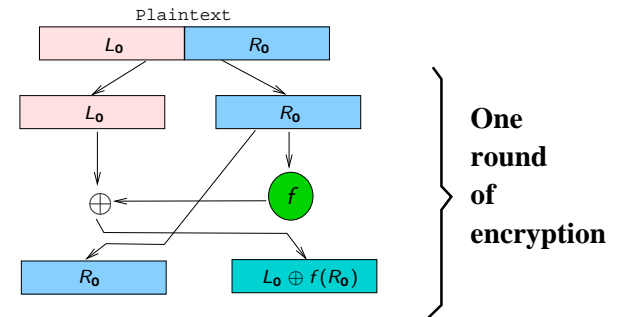 Plaintext
L₀ R₀
L₀ R₀
One
round
of
encryption
f
⊕
R₀ L₀ ⊕ f(R₀)